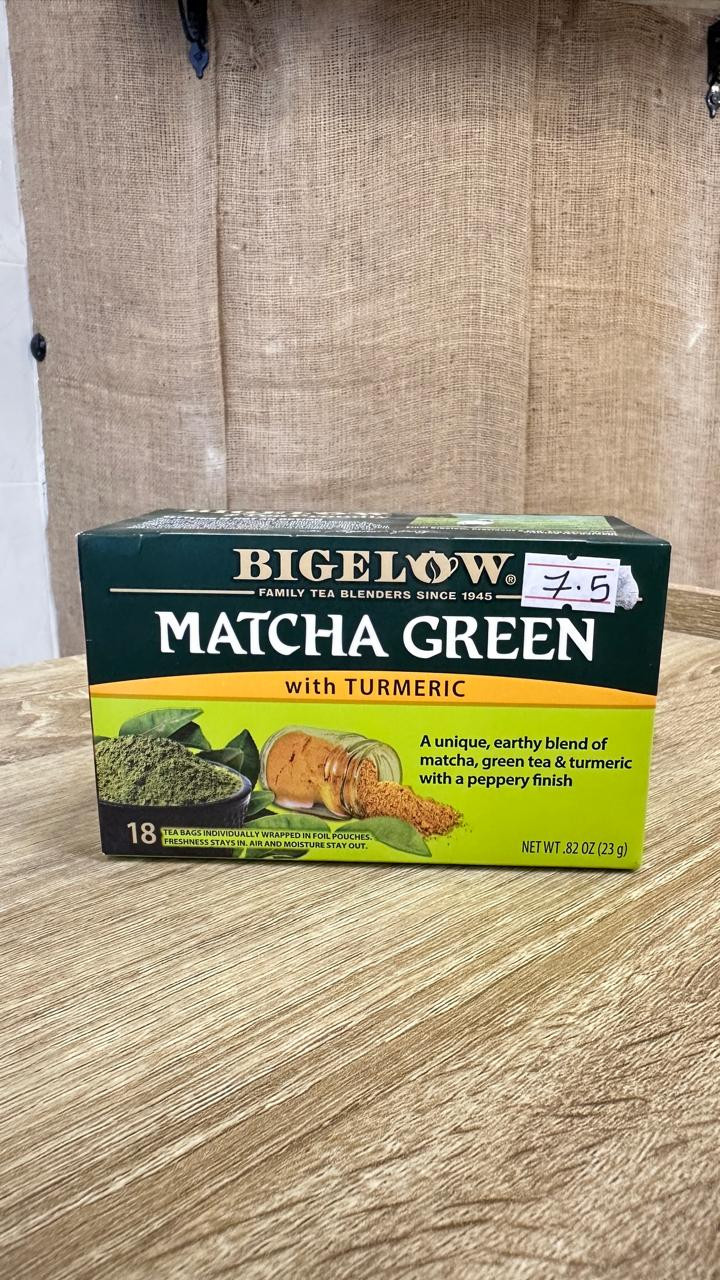 BIGELOW®
7.5
FAMILY TEA BLENDERS SINCE 1945
MATCHA GREEN
with TURMERIC
A unique, earthy blend of
matcha, green tea & turmeric
with a peppery finish
18 TEA BAGS INDIVIDUALLY WRAPPED IN FOIL POUCHES.
FRESHNESS STAYS IN. AIR AND MOISTURE STAY OUT.
NET WT .82 OZ (23 g)